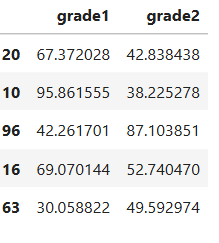 grade1 grade2
20 67.372028 42.838438
10 95.861555 38.225278
96 42.261701 87.103851
16 69.070144 52.740470
63 30.058822 49.592974